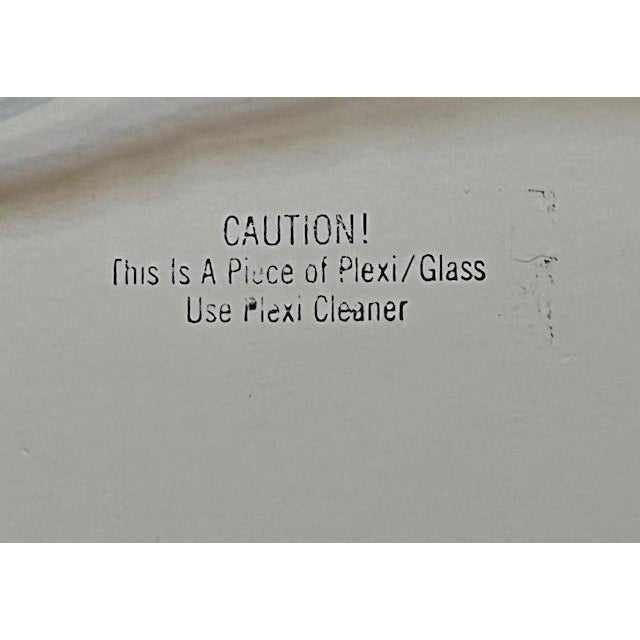 CAUTION!
This Is A Piece of Plexi/Glass
Use Plexi Cleaner